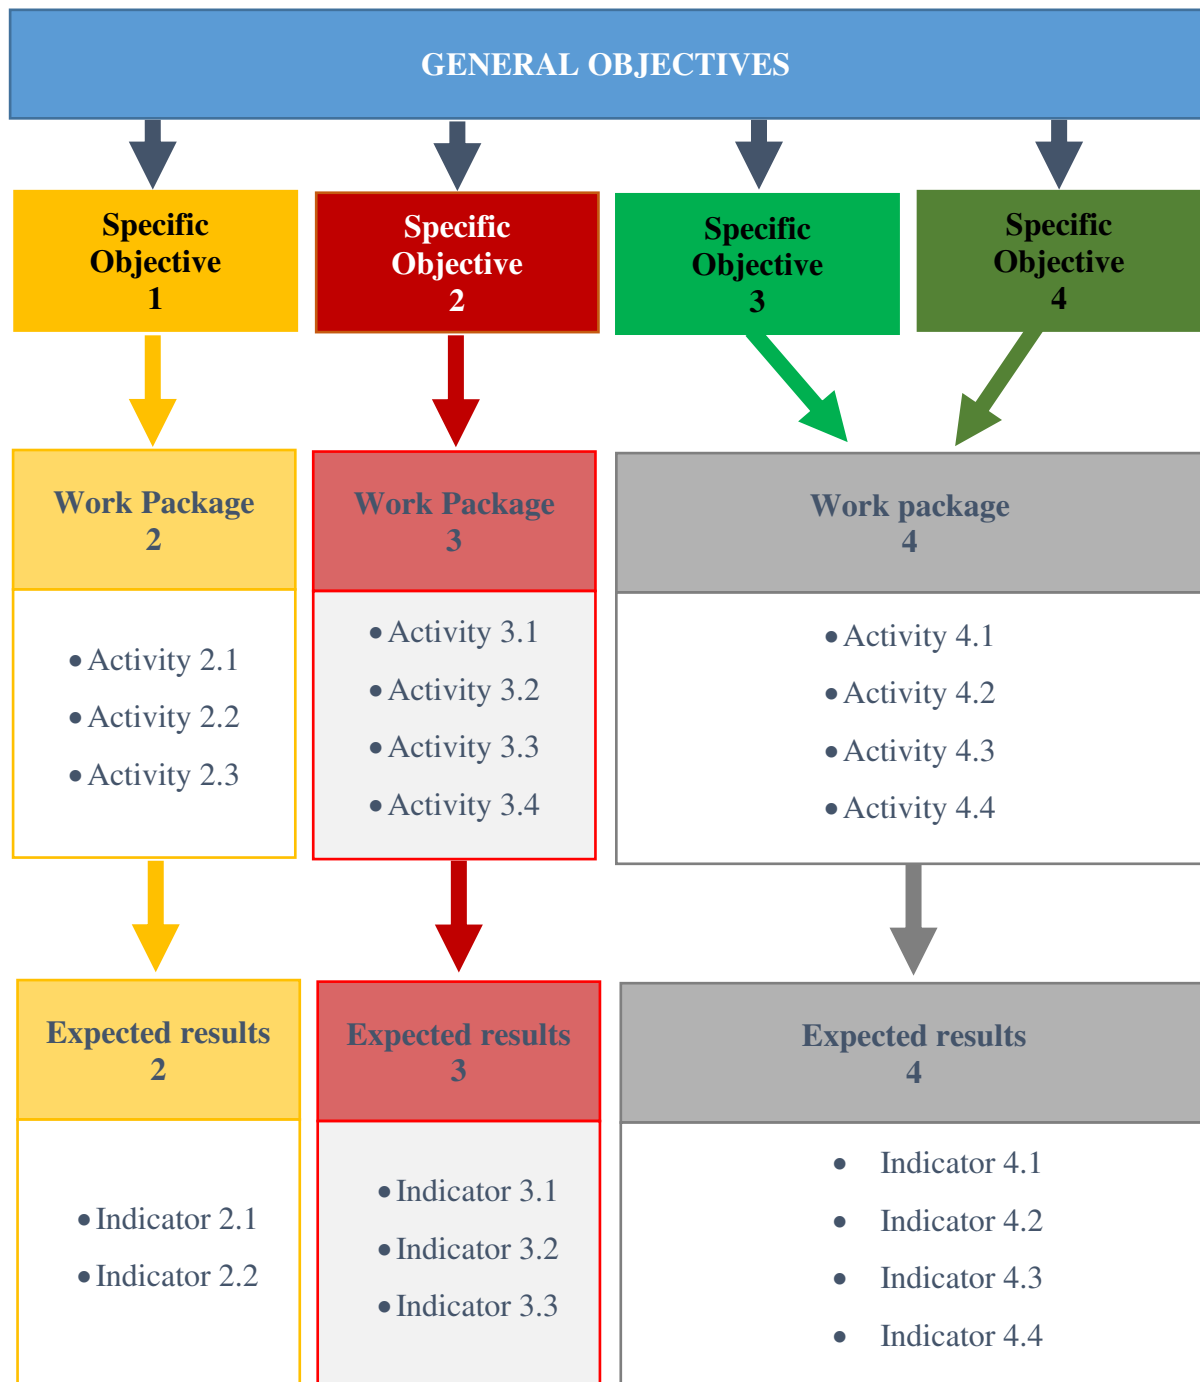 GENERAL OBJECTIVES
Specific
Objective
1
Specific
Objective
2
Specific
Objective
3
Specific
Objective
4
Work Package
2
• Activity 2.1
• Activity 2.2
• Activity 2.3
Work Package
3
• Activity 3.1
• Activity 3.2
• Activity 3.3
• Activity 3.4
Work package
4
• Activity 4.1
• Activity 4.2
• Activity 4.3
• Activity 4.4
Expected results
2
• Indicator 2.1
• Indicator 2.2
Expected results
3
• Indicator 3.1
• Indicator 3.2
• Indicator 3.3
Expected results
4
• Indicator 4.1
• Indicator 4.2
• Indicator 4.3
• Indicator 4.4